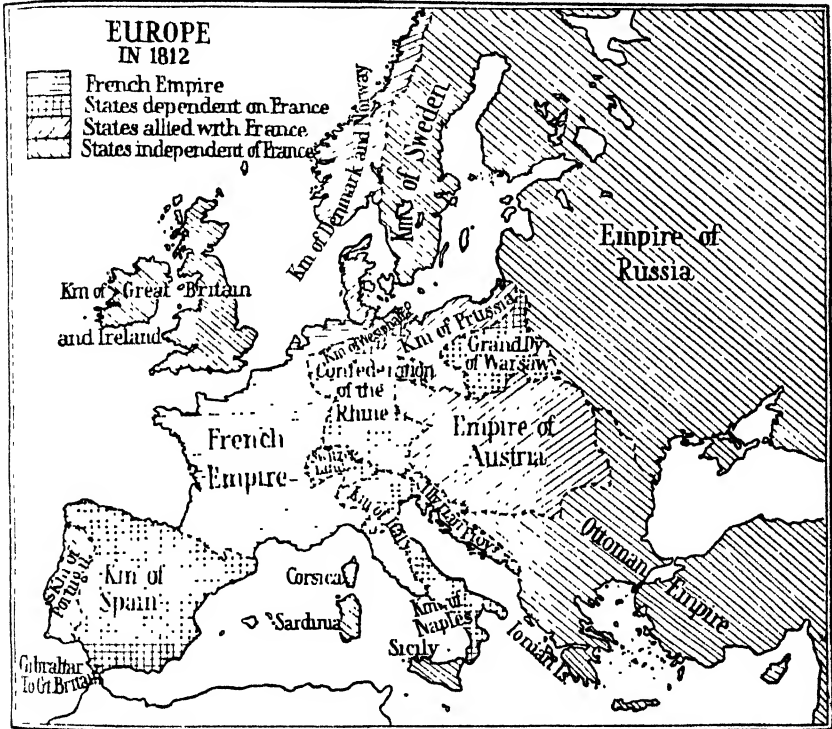 EUROPE
IN 1812
French Empire
States dependent on France
States allied with France
States independent of France
Km of Denmark and Norway
Km of Sweden
Empire of
Russia
Km of Great Britain
and Ireland
Km of Westphalia
Km of Prussia
Grand Dy
of Warsaw
Confederation
of the
Rhine
French
Empire
Empire of
Austria
Km of Italy
Illyrian Prov
Ottoman Empire
Km of
Portugal
Km of
Spain
Corsica
Sardinia
Km of
Naples
Sicily
Ionian Is.
Gibraltar
To Gt. Britain